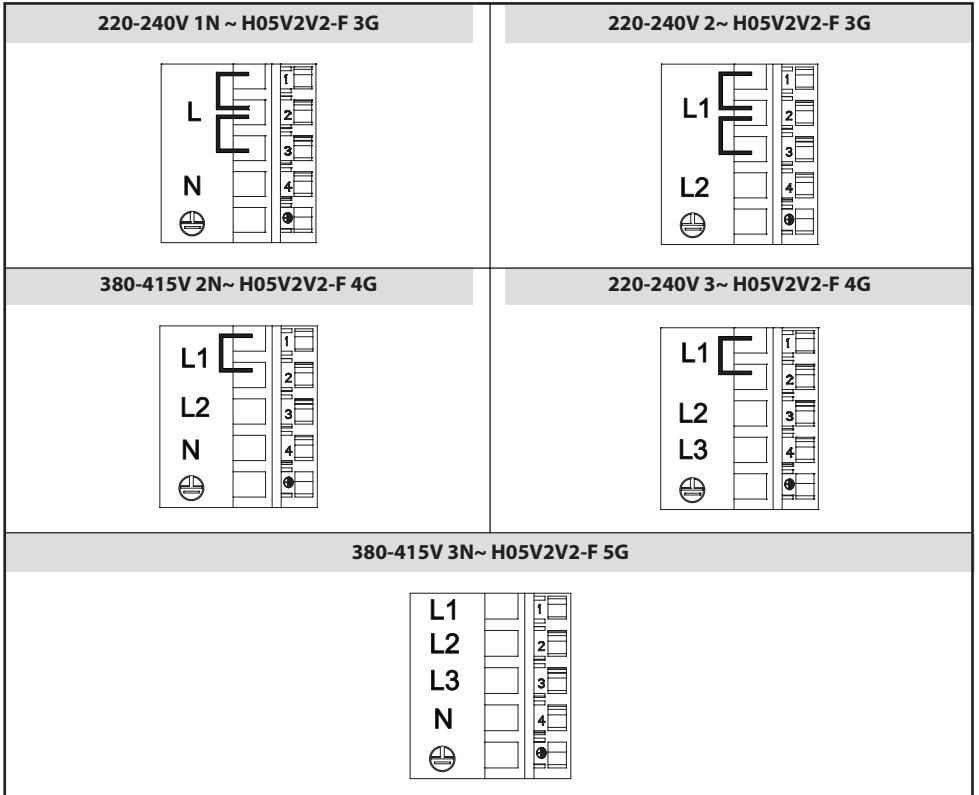 220-240V 1N ~ H05V2V2-F 3G
L
N
1
2
3
4
220-240V 2~ H05V2V2-F 3G
L1
L2
1
2
3
4
380-415V 2N~ H05V2V2-F 4G
L1
L2
N
1
2
3
4
220-240V 3~ H05V2V2-F 4G
L1
L2
L3
1
2
3
4
380-415V 3N~ H05V2V2-F 5G
L1
L2
L3
N
1
2
3
4